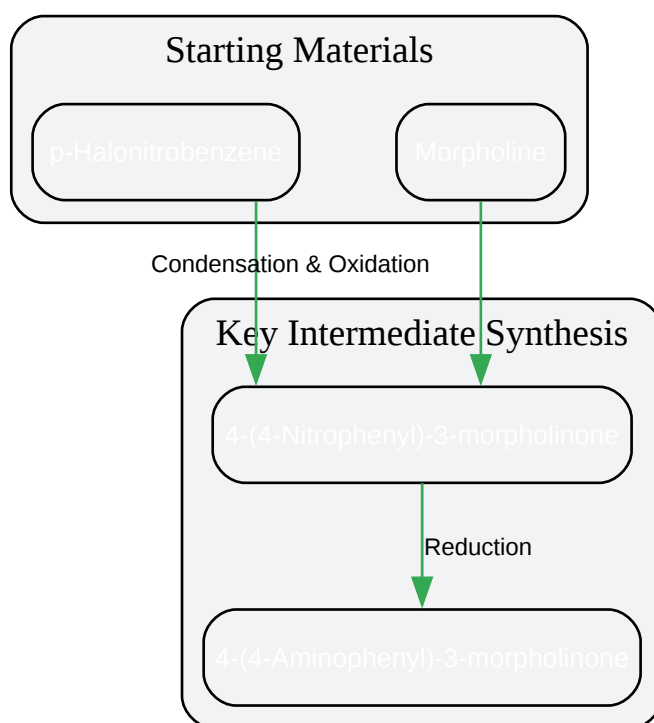 Starting Materials
p-Halonitrobenzene
Morpholine
Condensation & Oxidation
Key Intermediate Synthesis
4-(4-Nitrophenyl)-3-morpholinone
Reduction
4-(4-Aminophenyl)-3-morpholinone